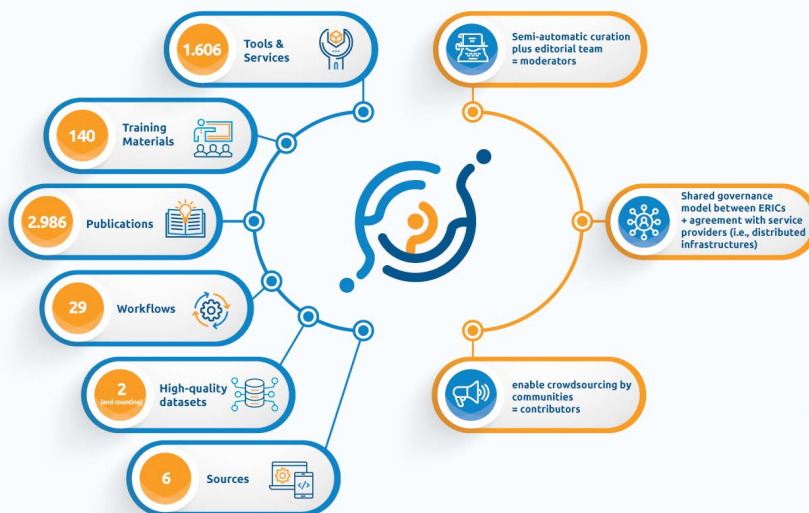 1.606
Tools &
Services
140
Training
Materials
2.986
Publications
29
Workflows
2
(and counting)
High-quality
datasets
6
Sources
Semi-automatic curation
plus editorial team
= moderators
Shared governance
model between ERICs
+ agreement with service
providers (i.e., distributed
infrastructures)
enable crowdsourcing by
communities
= contributors